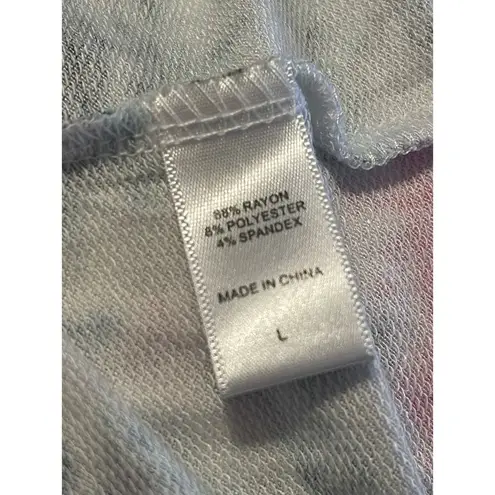 88% RAYON
8% POLYESTER
4% SPANDEX
MADE IN CHINA
L